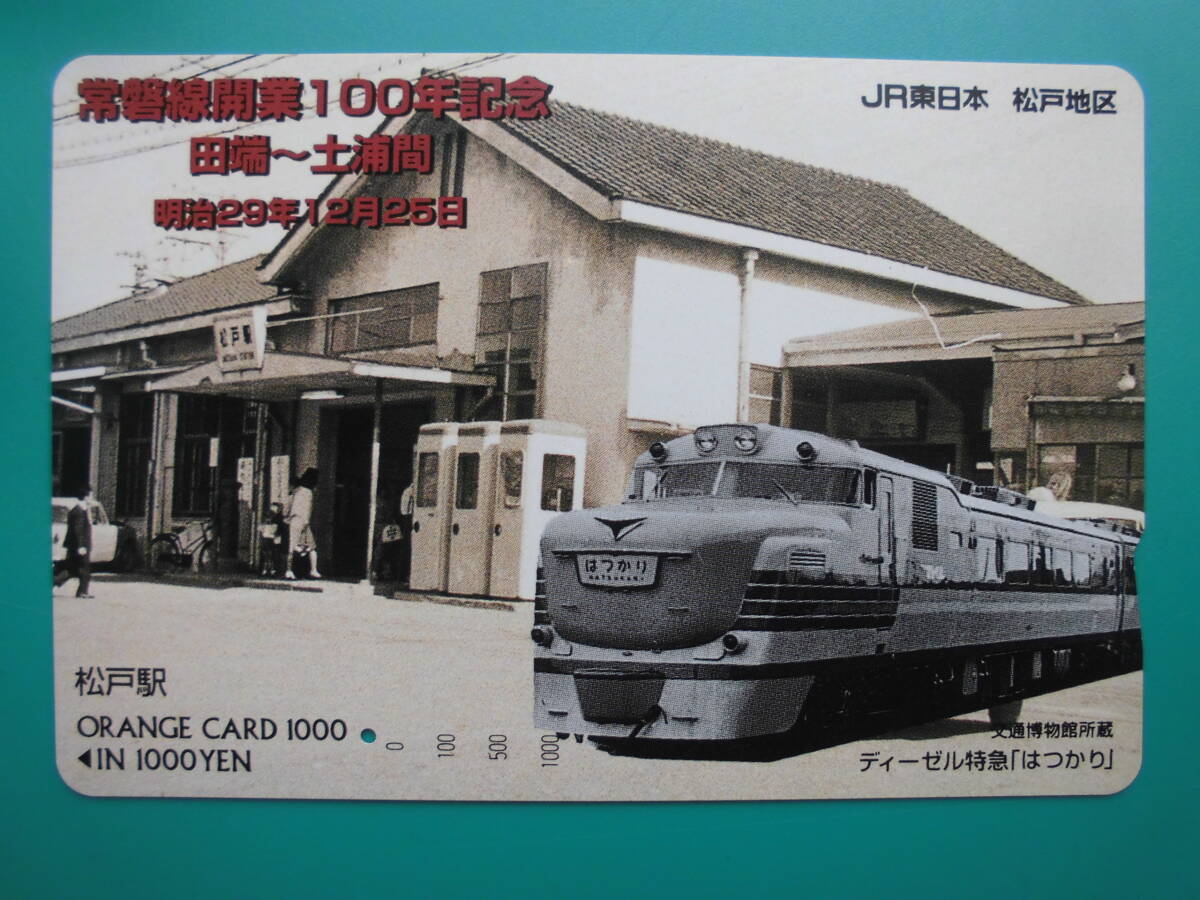 常磐線開業100年記念
田端～土浦間
明治29年12月25日
JR東日本 松戸地区
松戸駅
はつかり
HATSUKARI
松戸駅
ORANGE CARD 1000
◀IN 1000YEN
0 100 500 1000
交通博物館所蔵
ディーゼル特急「はつかり」